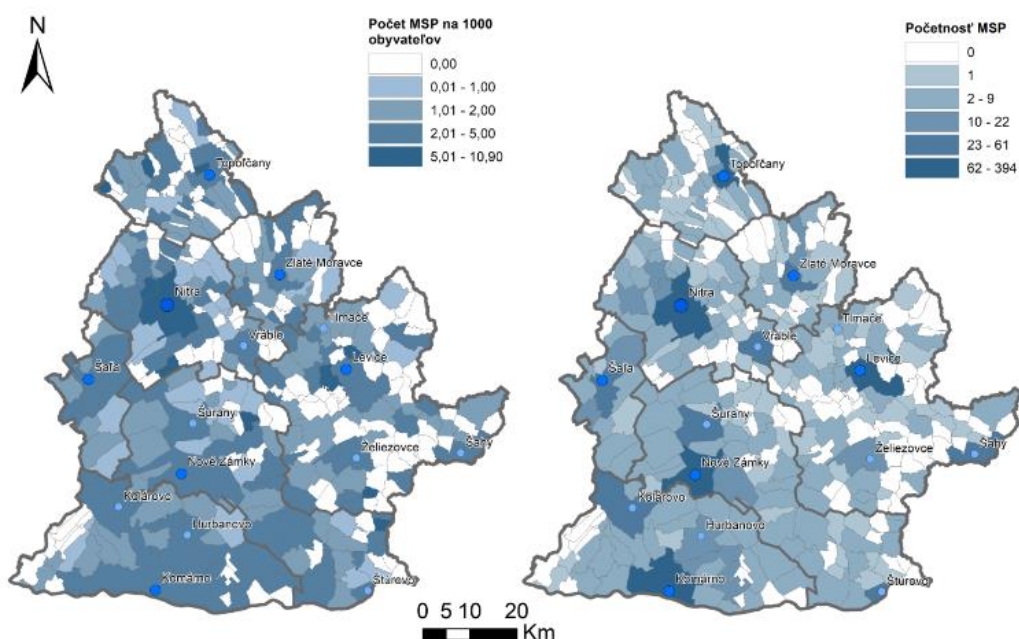 N
Počet MSP na 1000
obyvateľov
0,00
0,01 - 1,00
1,01 - 2,00
2,01 - 5,00
5,01 - 10,90
Topoľčany
Zlaté Moravce
Nitra
Tlmače
Vráble
Levice
Šaľa
Šurany
Želiezovce
Šahy
Nové Zámky
Kolárovo
Hurbanovo
Komárno
Štúrovo
Početnosť MSP
0
1
2 - 9
10 - 22
23 - 61
62 - 394
Topoľčany
Zlaté Moravce
Nitra
Tlmače
Vráble
Levice
Šaľa
Šurany
Želiezovce
Šahy
Nové Zámky
Kolárovo
Hurbanovo
Komárno
Štúrovo
0 5 10 20
Km